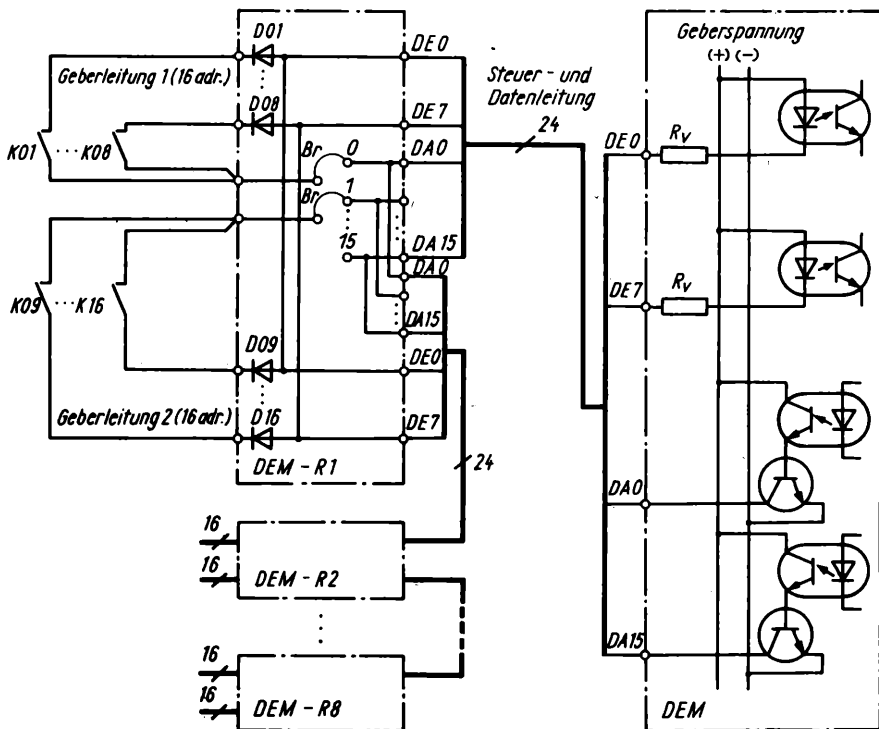 D01
DE0
Geberleitung 1 (16 adr.)
D08
DE7
K01 ··· K08
Br
0
DA0
Br
1
15
DA15
DA0
K09 ··· K16
DA15
D09
DE0
Geberleitung 2 (16 adr.)
D16
DE7
DEM - R1
24
16
16
DEM - R2
16
16
DEM - R8
Steuer- und
Datenleitung
24
Geberspannung
(+) (-)
DE0
Rv
DE7
Rv
DA0
DA15
DEM